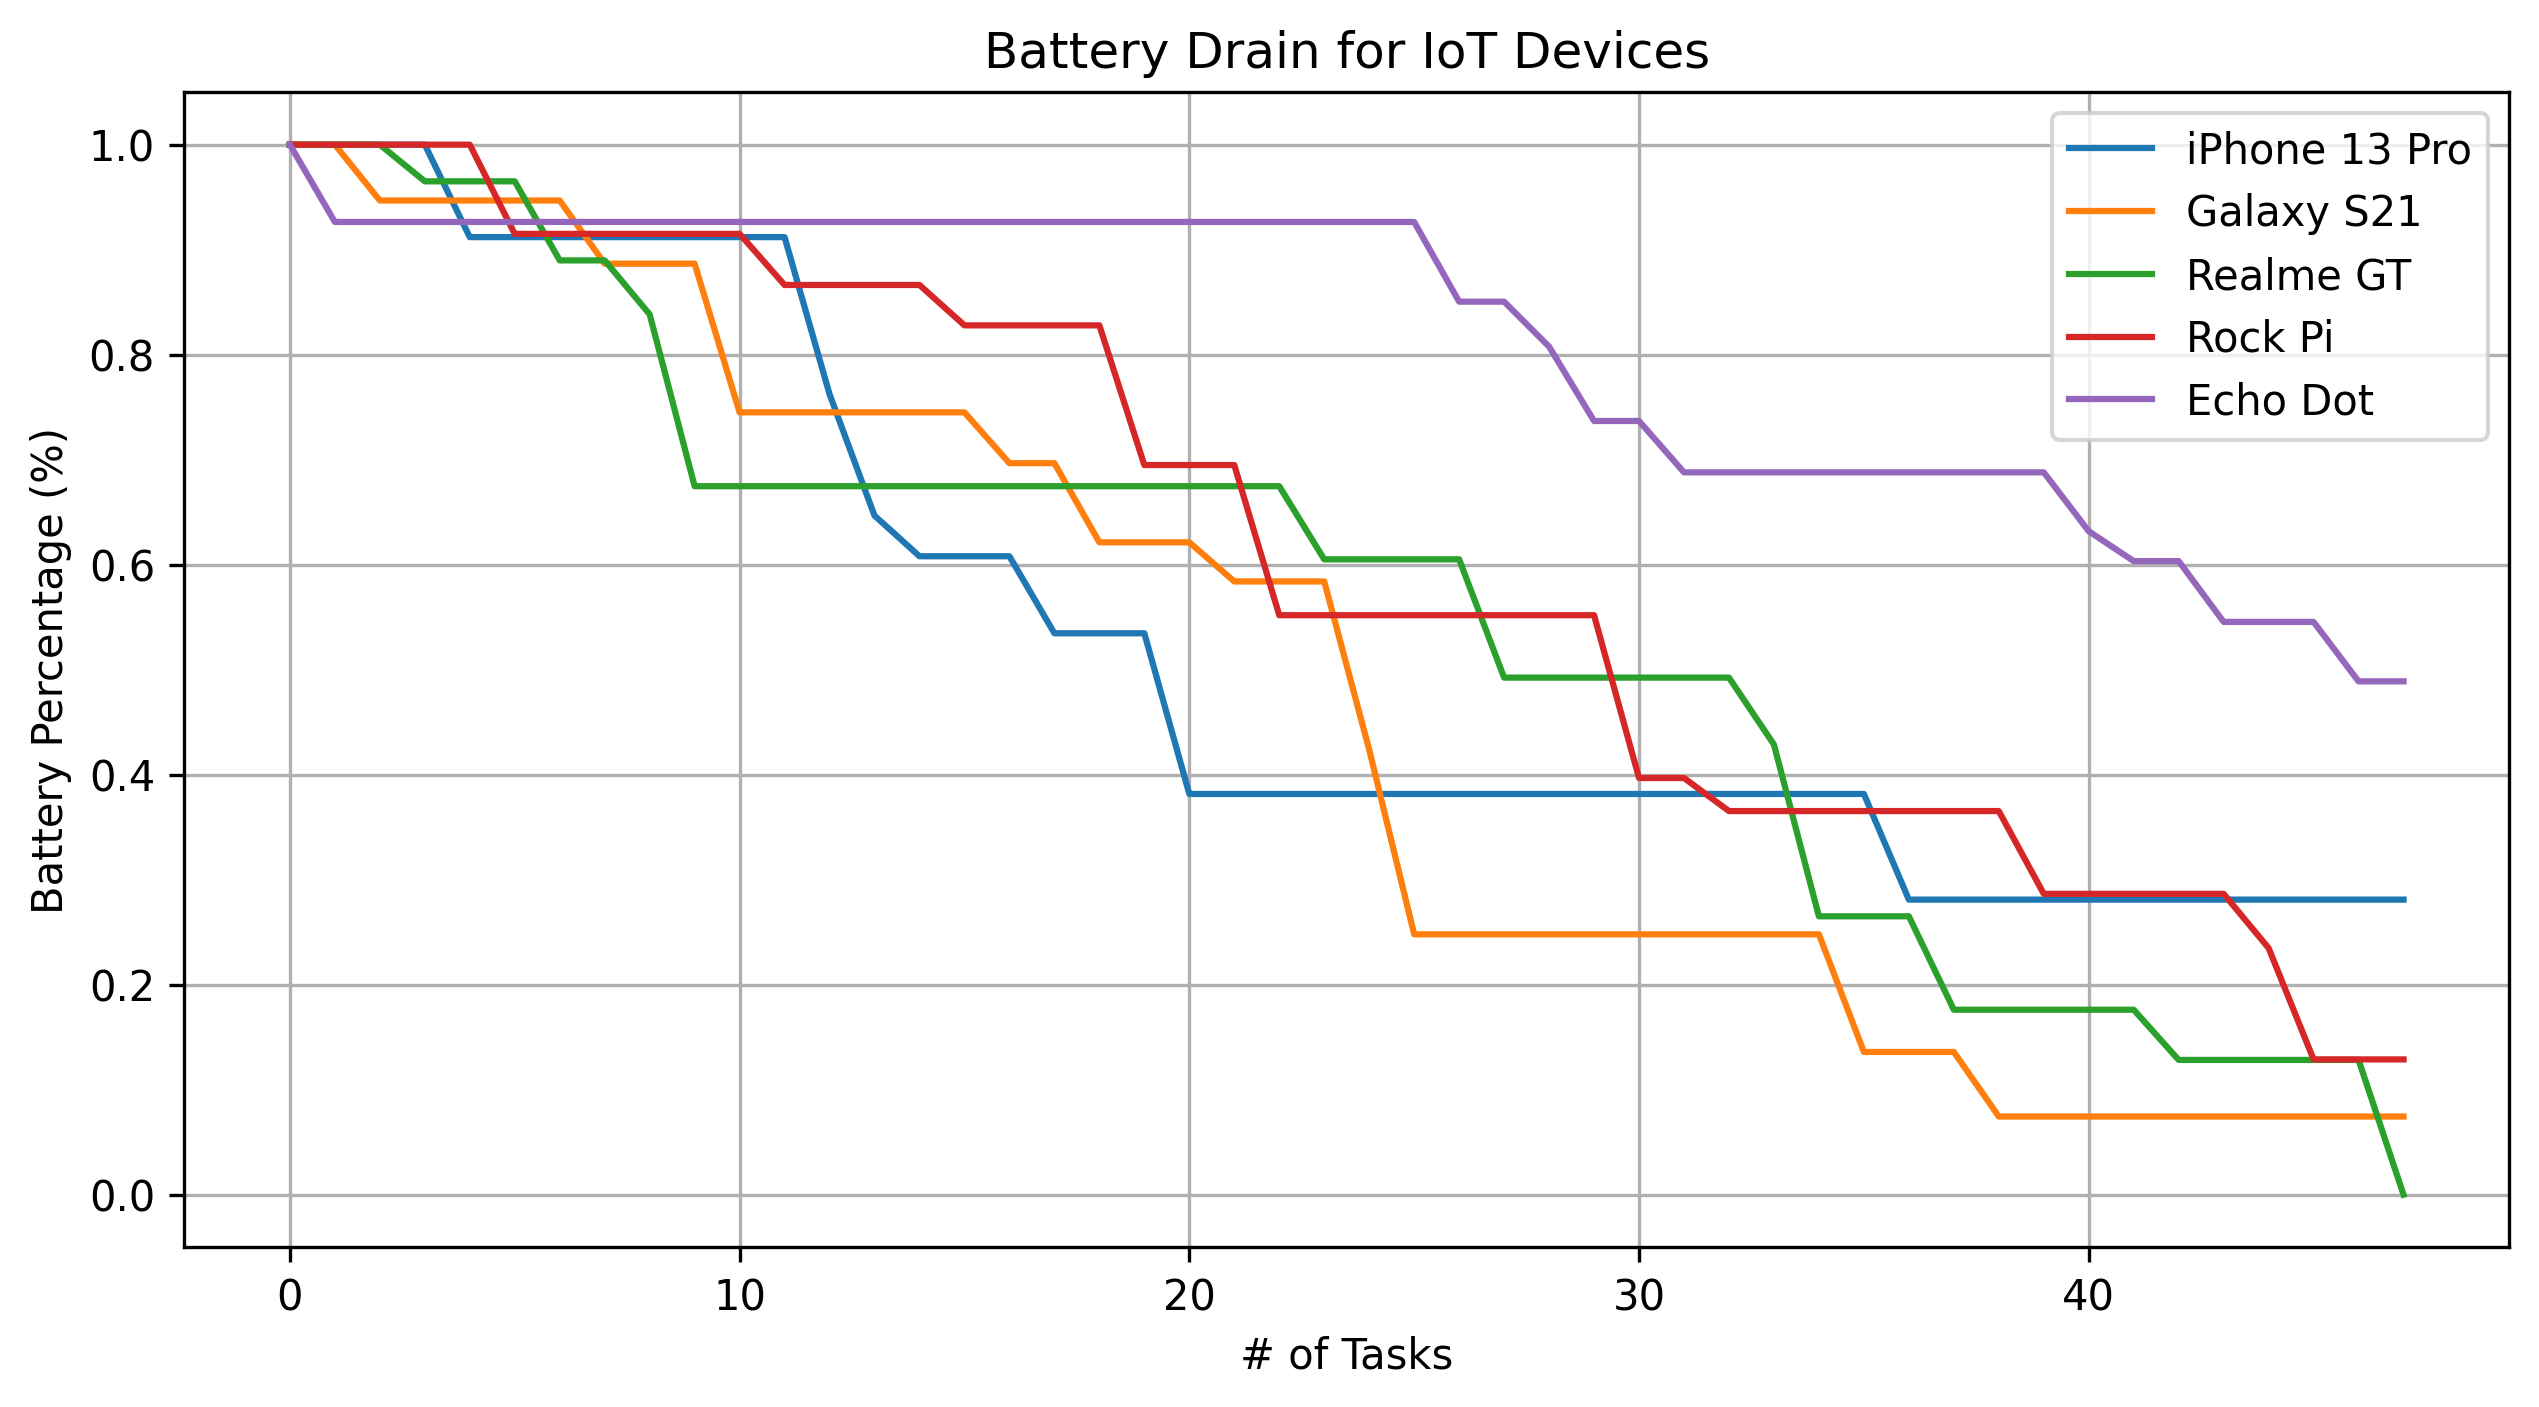 Battery Drain for IoT Devices
Battery Percentage (%)
1.0
0.8
0.6
0.4
0.2
0.0
iPhone 13 Pro
Galaxy S21
Realme GT
Rock Pi
Echo Dot
0 10 20 30 40
# of Tasks